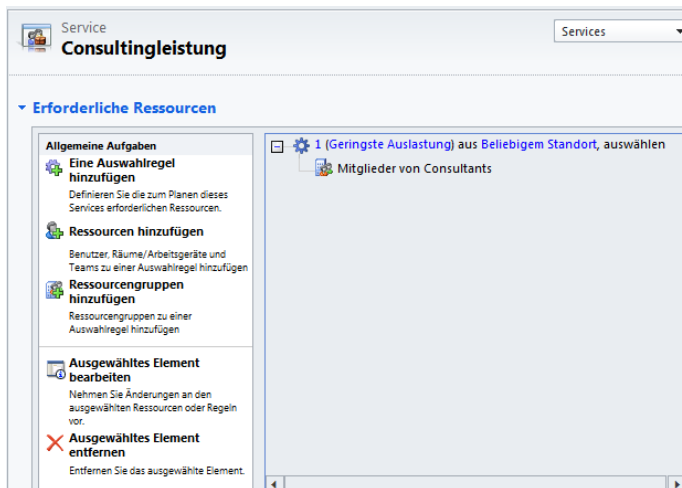 Service
Consultingleistung
Services
Erforderliche Ressourcen
Allgemeine Aufgaben
Eine Auswahlregel
hinzufügen
Definieren Sie die zum Planen dieses
Services erforderlichen Ressourcen.
Ressourcen hinzufügen
Benutzer, Räume/Arbeitsgeräte und
Teams zu einer Auswahlregel hinzufügen
Ressourcengruppen
hinzufügen
Ressourcengruppen zu einer
Auswahlregel hinzufügen
Ausgewähltes Element
bearbeiten
Nehmen Sie Änderungen an den
ausgewählten Ressourcen oder Regeln
vor.
Ausgewähltes Element
entfernen
Entfernen Sie das ausgewählte Element.
1 (Geringste Auslastung) aus Beliebigem Standort, auswählen
Mitglieder von Consultants